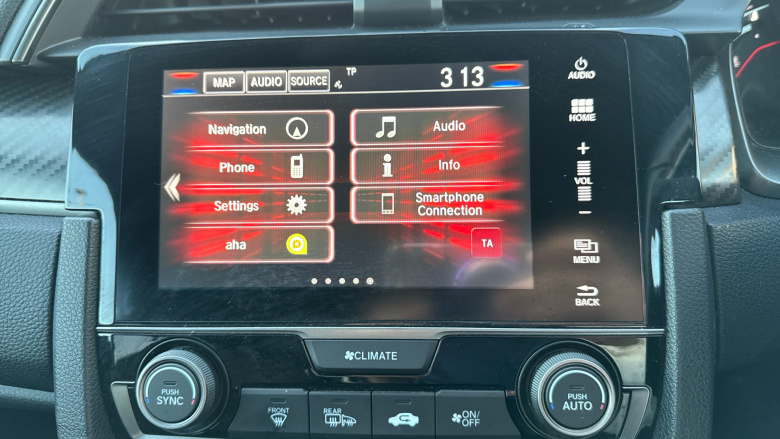 MAP AUDIO SOURCE TP 3 13
Navigation
Phone
Settings
aha
Audio
Info
Smartphone
Connection
TA
AUDIO
HOME
+
VOL
−
MENU
BACK
CLIMATE
PUSH
SYNC
FRONT
REAR
ON/
OFF
PUSH
AUTO